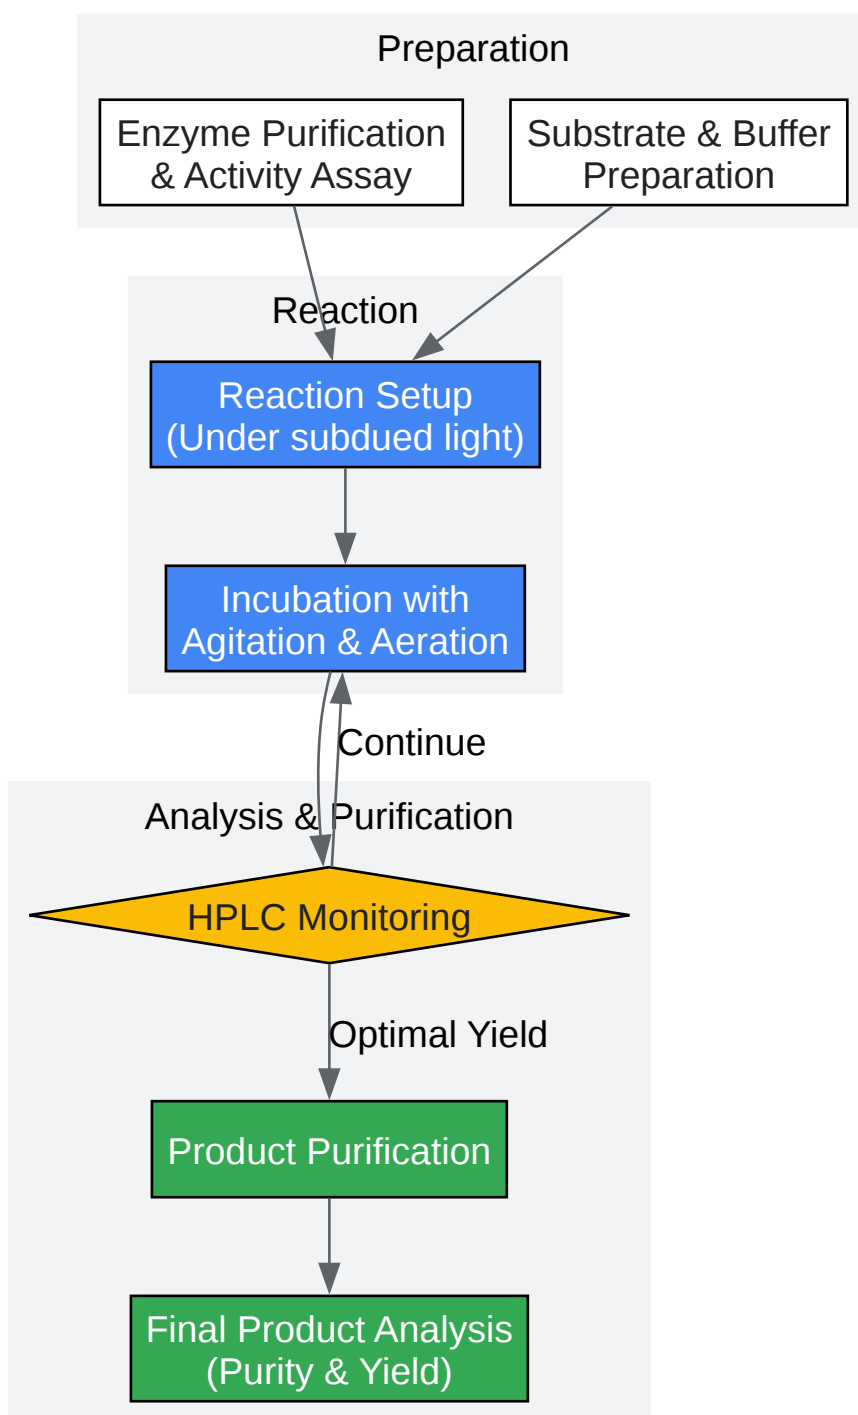 Preparation
Enzyme Purification
& Activity Assay
Substrate & Buffer
Preparation
Reaction
Reaction Setup
(Under subdued light)
Incubation with
Agitation & Aeration
Continue
Analysis & Purification
HPLC Monitoring
Optimal Yield
Product Purification
Final Product Analysis
(Purity & Yield)